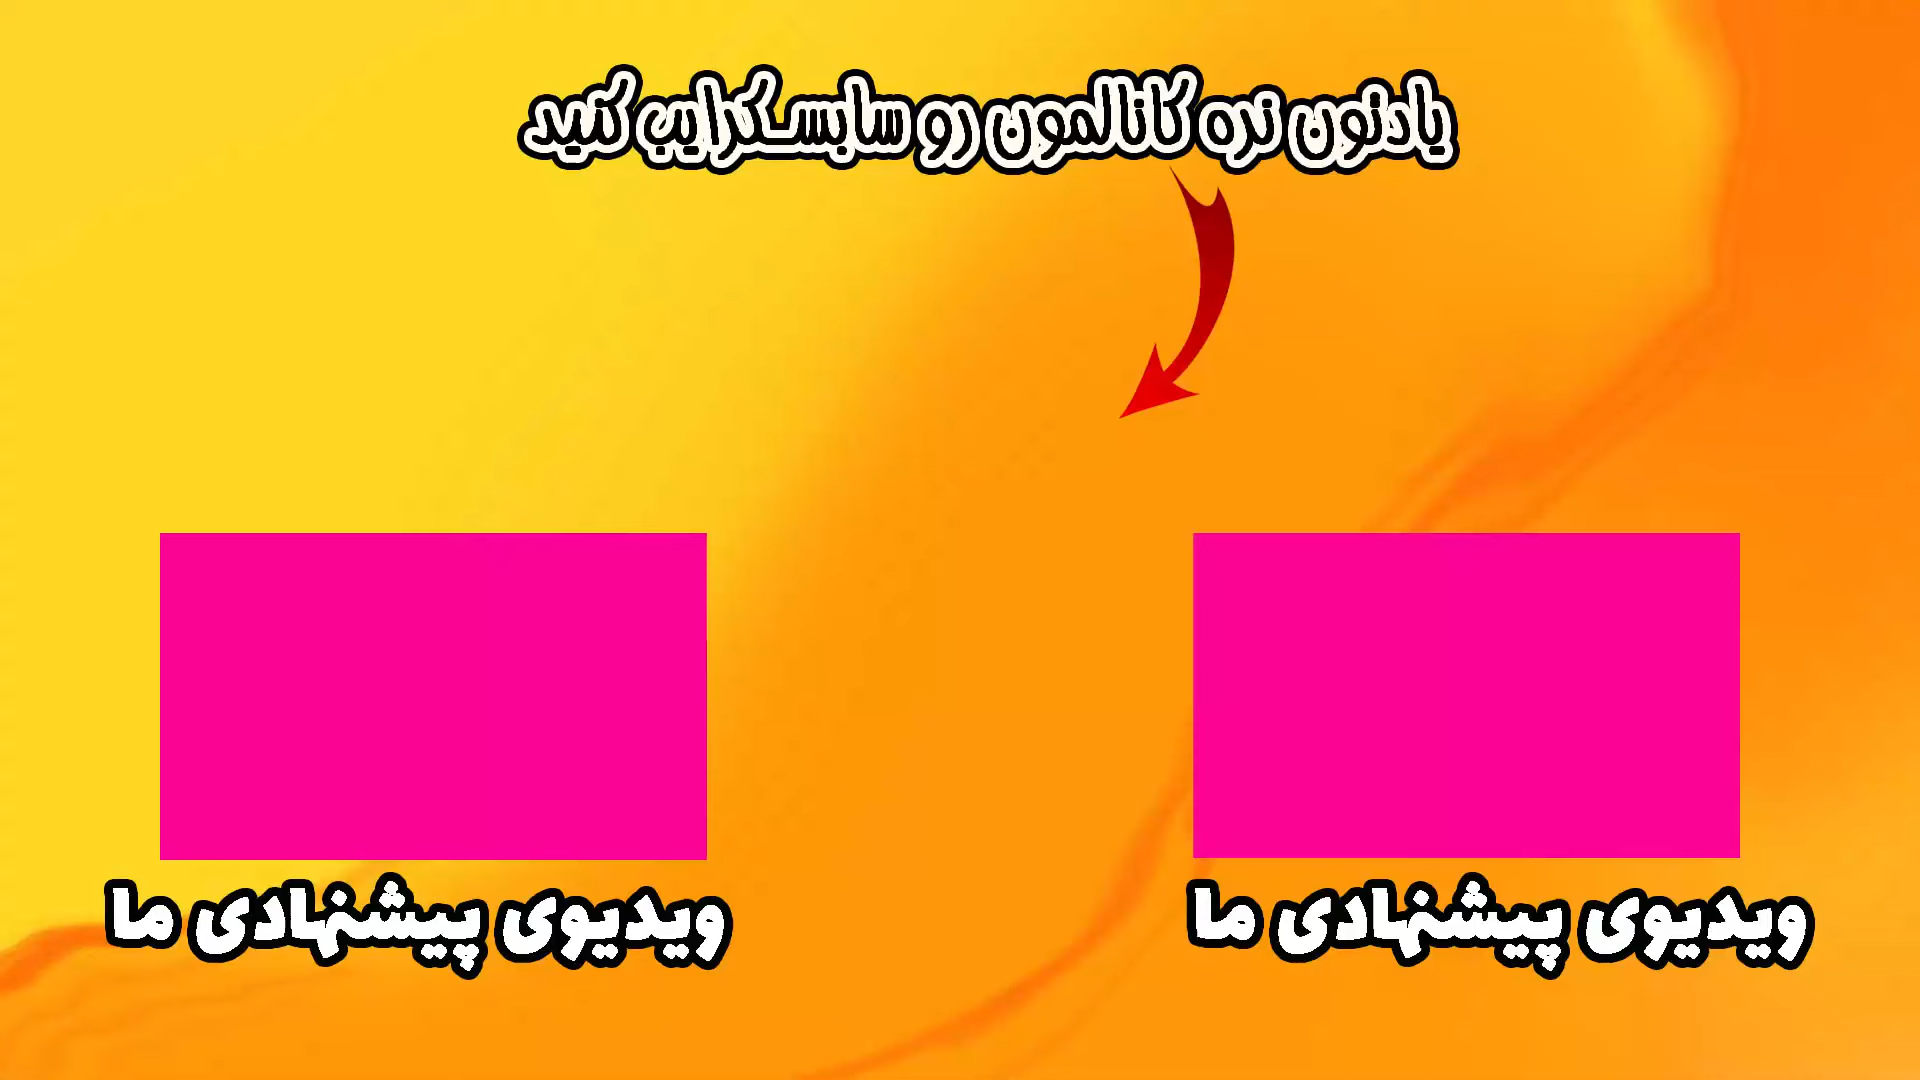 یادتون نره کانالمون رو سابسکرایب کنید
ویدیوی پیشنهادی ما
ویدیوی پیشنهادی ما